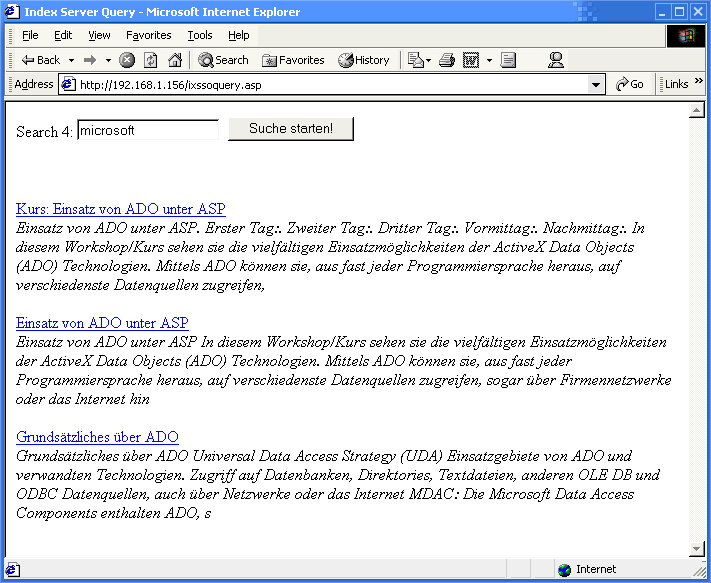 Index Server Query - Microsoft Internet Explorer
File Edit View Favorites Tools Help
Back Search Favorites History
Address http://192.168.1.156/ixssoquery.asp Go Links »
Search 4: microsoft Suche starten!
Kurs: Einsatz von ADO unter ASP
Einsatz von ADO unter ASP. Erster Tag:. Zweiter Tag:. Dritter Tag:. Vormittag:. Nachmittag:. In
diesem Workshop/Kurs sehen sie die vielfältigen Einsatzmöglichkeiten der ActiveX Data Objects
(ADO) Technologien. Mittels ADO können sie, aus fast jeder Programmiersprache heraus, auf
verschiedenste Datenquellen zugreifen,
Einsatz von ADO unter ASP
Einsatz von ADO unter ASP In diesem Workshop/Kurs sehen sie die vielfältigen Einsatzmöglichkeiten
der ActiveX Data Objects (ADO) Technologien. Mittels ADO können sie, aus fast jeder
Programmiersprache heraus, auf verschiedenste Datenquellen zugreifen, sogar über Firmennetzwerke
oder das Internet hin
Grundsätzliches über ADO
Grundsätzliches über ADO Universal Data Access Strategy (UDA) Einsatzgebiete von ADO und
verwandten Technologien. Zugriff auf Datenbanken, Direktories, Textdateien, anderen OLE DB und
ODBC Datenquellen, auch über Netzwerke oder das Internet MDAC: Die Microsoft Data Access
Components enthalten ADO, s
Internet